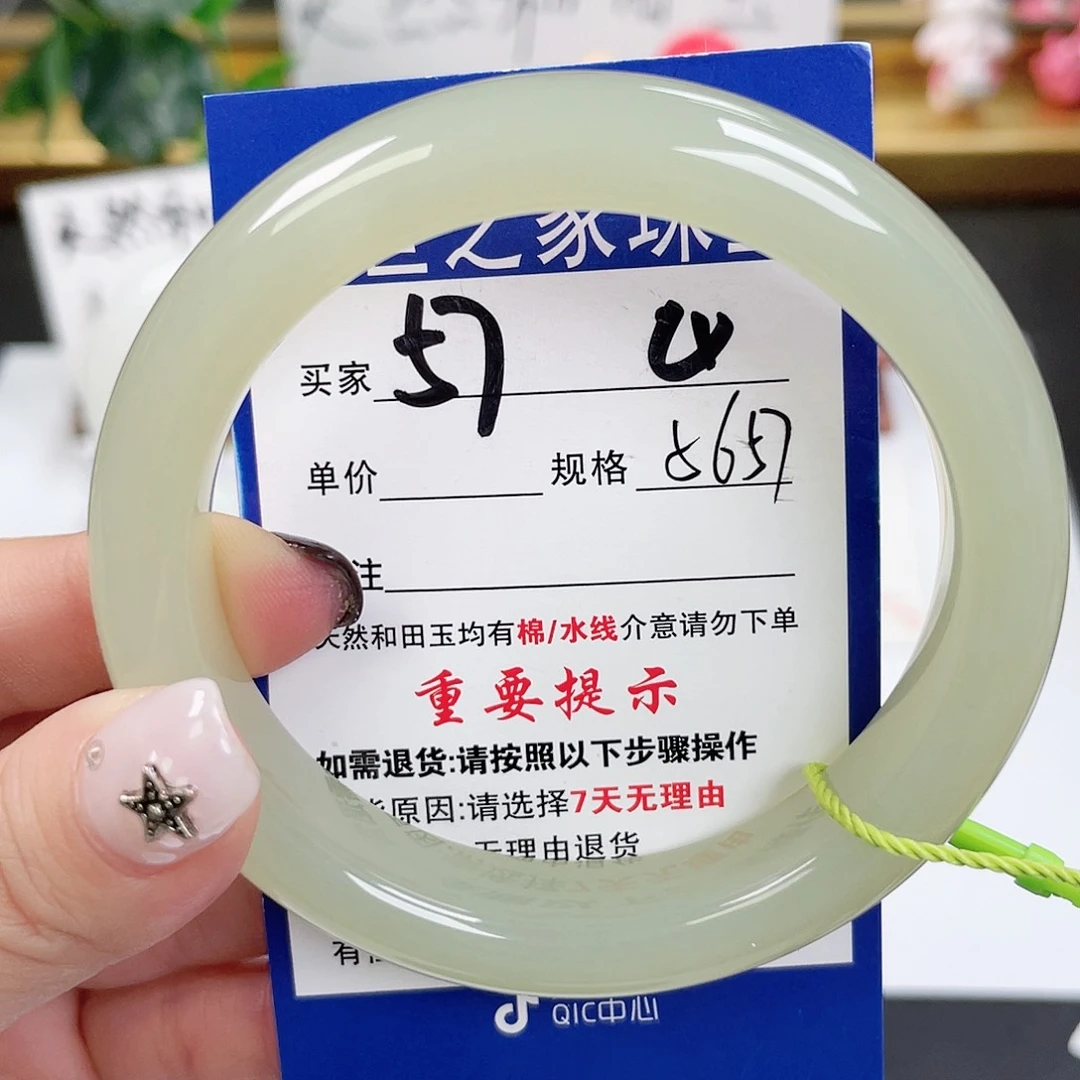 之家珠
买家 57 4
单价 规格 5657
注
天然和田玉均有棉/水线介意请勿下单
重要提示
如需退货:请按照以下步骤操作
原因:请选择7天无理由
无理由退货
有
QIC中心